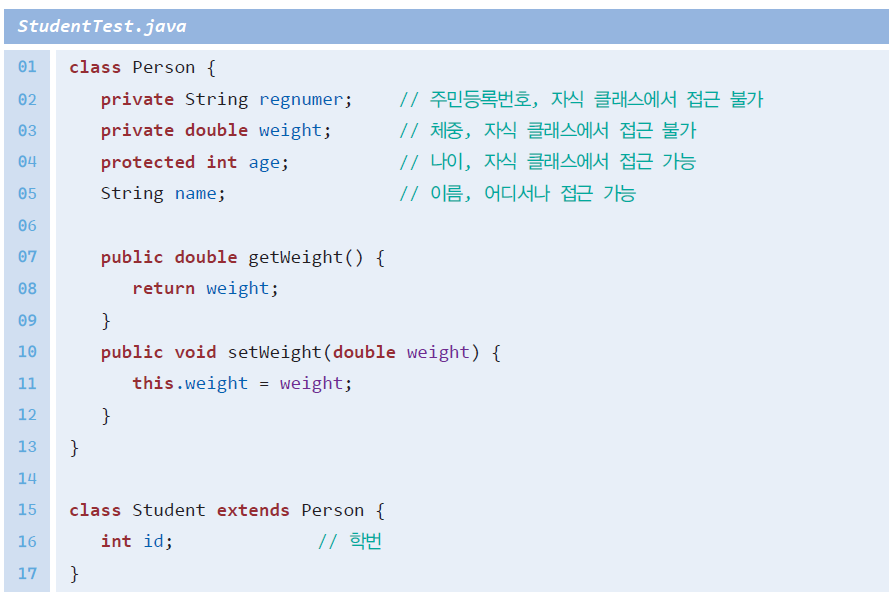 StudentTest.java
01 class Person {
02 private String regnumer; // 주민등록번호, 자식 클래스에서 접근 불가
03 private double weight; // 체중, 자식 클래스에서 접근 불가
04 protected int age; // 나이, 자식 클래스에서 접근 가능
05 String name; // 이름, 어디서나 접근 가능
06
07 public double getWeight() {
08 return weight;
09 }
10 public void setWeight(double weight) {
11 this.weight = weight;
12 }
13 }
14
15 class Student extends Person {
16 int id; // 학번
17 }